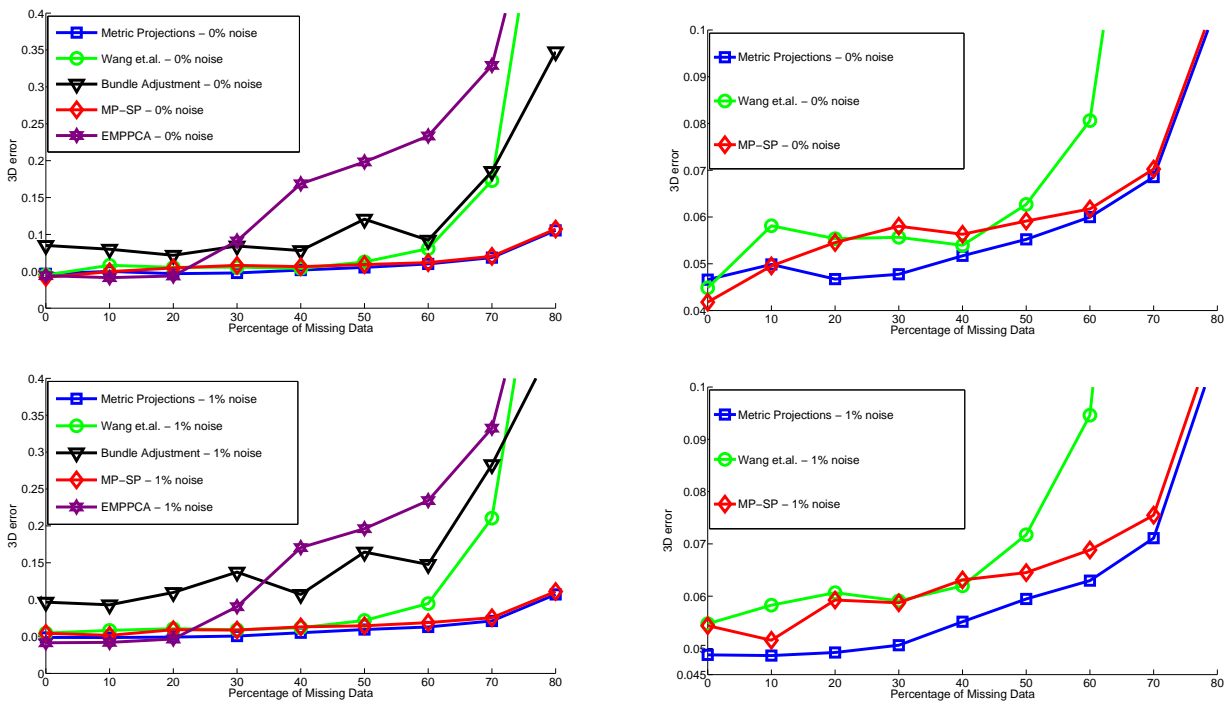 0.4
0.35
0.3
0.25
0.2
0.15
0.1
0.05
0
3D error
Metric Projections – 0% noise
Wang et.al. – 0% noise
Bundle Adjustment – 0% noise
MP–SP – 0% noise
EMPPCA – 0% noise
0 10 20 30 40 50 60 70 80
Percentage of Missing Data
0.1
0.09
0.08
0.07
0.06
0.05
0.04
3D error
Metric Projections – 0% noise
Wang et.al. – 0% noise
MP–SP – 0% noise
0 10 20 30 40 50 60 70 80
Percentage of Missing Data
0.4
0.35
0.3
0.25
0.2
0.15
0.1
0.05
0
3D error
Metric Projections – 1% noise
Wang et.al. – 1% noise
Bundle Adjustment – 1% noise
MP–SP – 1% noise
EMPPCA – 1% noise
0 10 20 30 40 50 60 70 80
Percentage of Missing Data
0.1
0.09
0.08
0.07
0.06
0.05
0.045
3D error
Metric Projections – 1% noise
Wang et.al. – 1% noise
MP–SP – 1% noise
0 10 20 30 40 50 60 70 80
Percentage of Missing Data